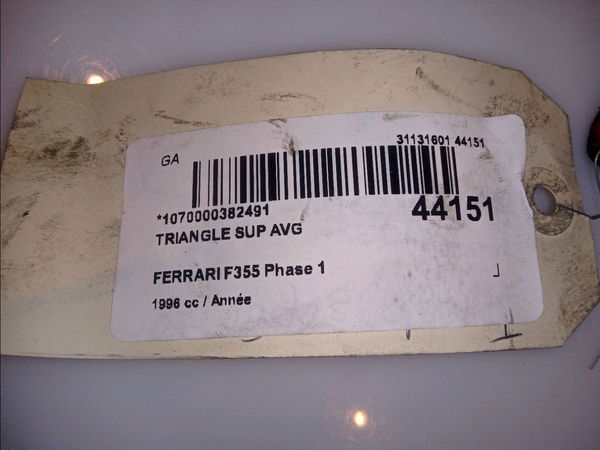 GA
31131601 44151
*1070000382491
44151
TRIANGLE SUP AVG
FERRARI F355 Phase 1
1996 cc / Année